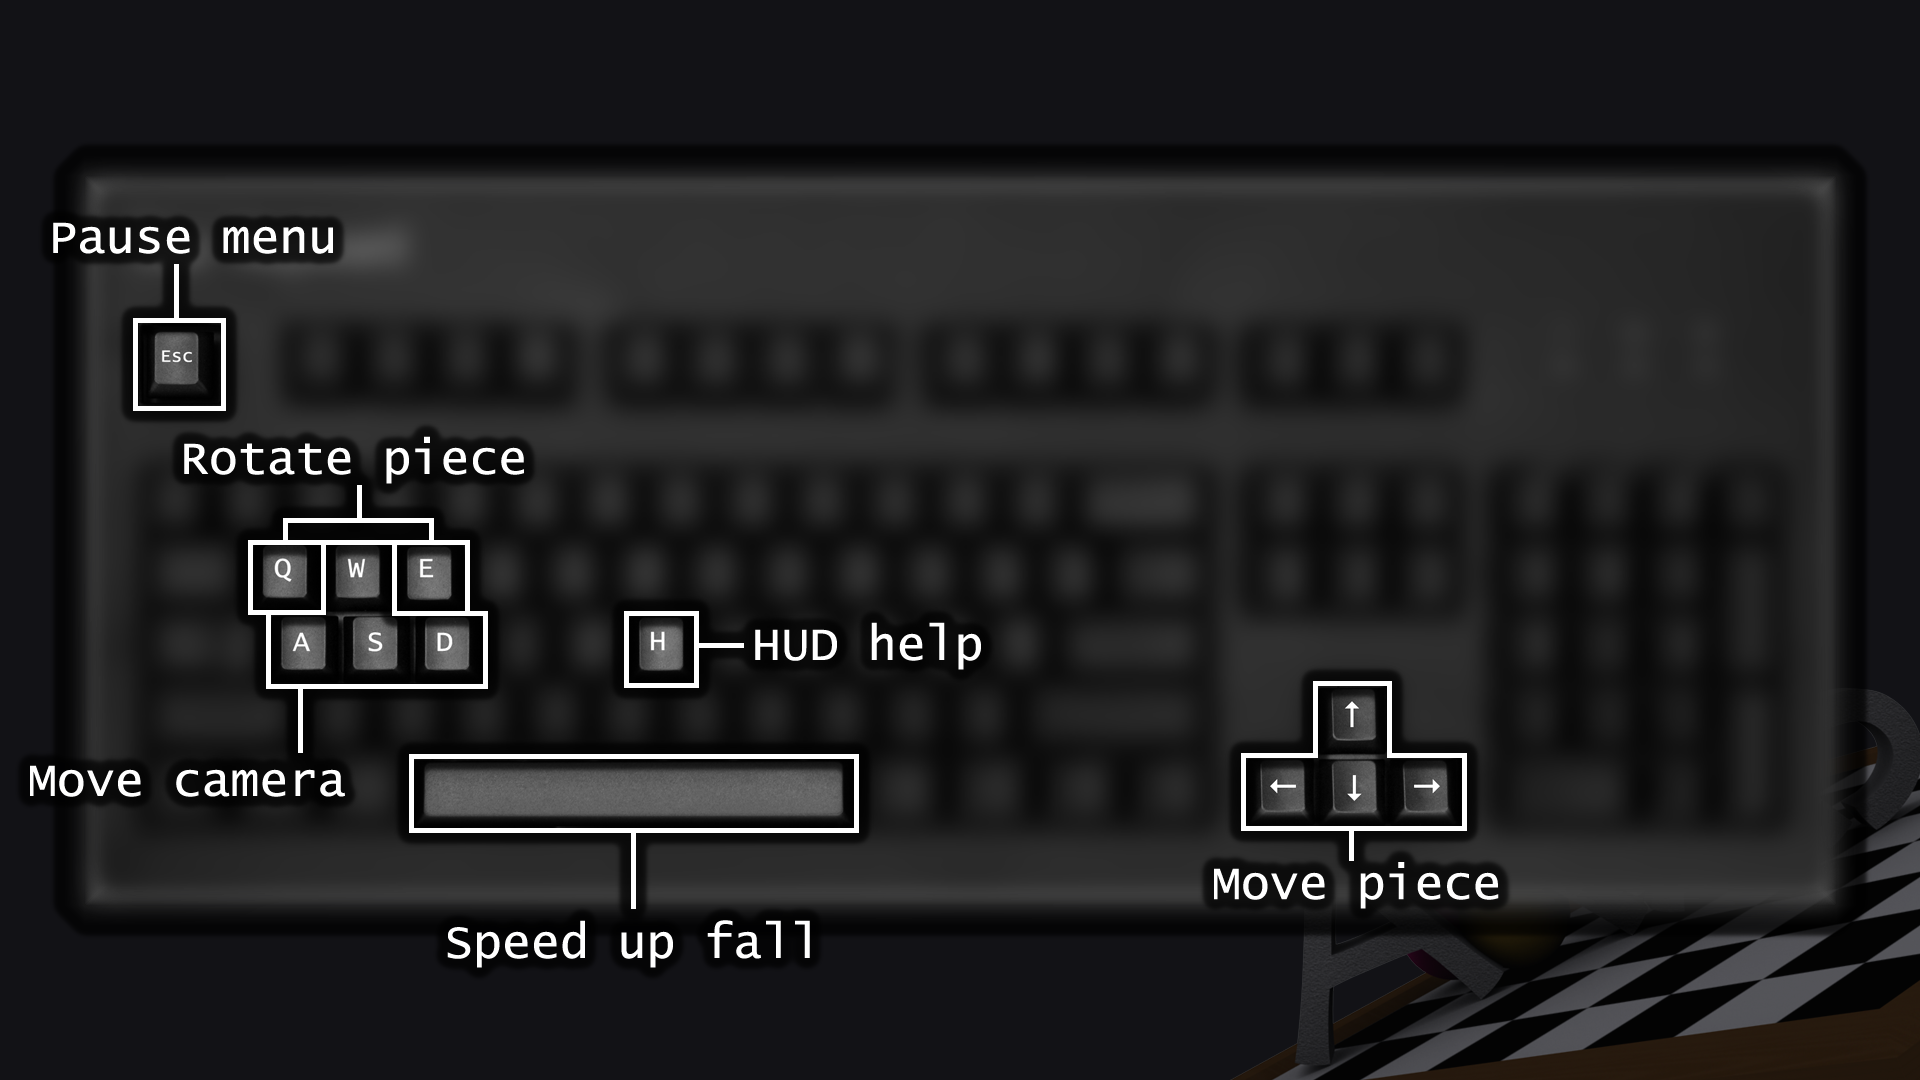 Pause menu
Esc
Rotate piece
Q W E
A S D
H
HUD help
Move camera
↑
← ↓ →
Move piece
Speed up fall